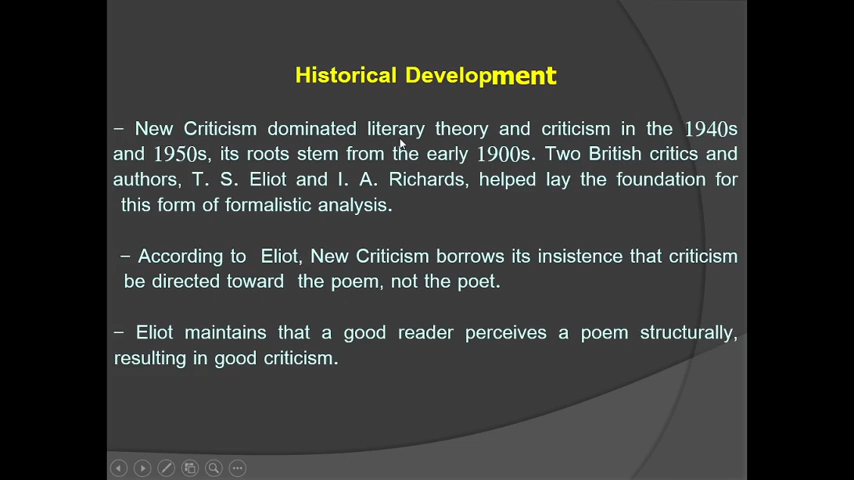 Historical Development
– New Criticism dominated literary theory and criticism in the 1940s
and 1950s, its roots stem from the early 1900s. Two British critics and
authors, T. S. Eliot and I. A. Richards, helped lay the foundation for
this form of formalistic analysis.
– According to Eliot, New Criticism borrows its insistence that criticism
be directed toward the poem, not the poet.
– Eliot maintains that a good reader perceives a poem structurally,
resulting in good criticism.